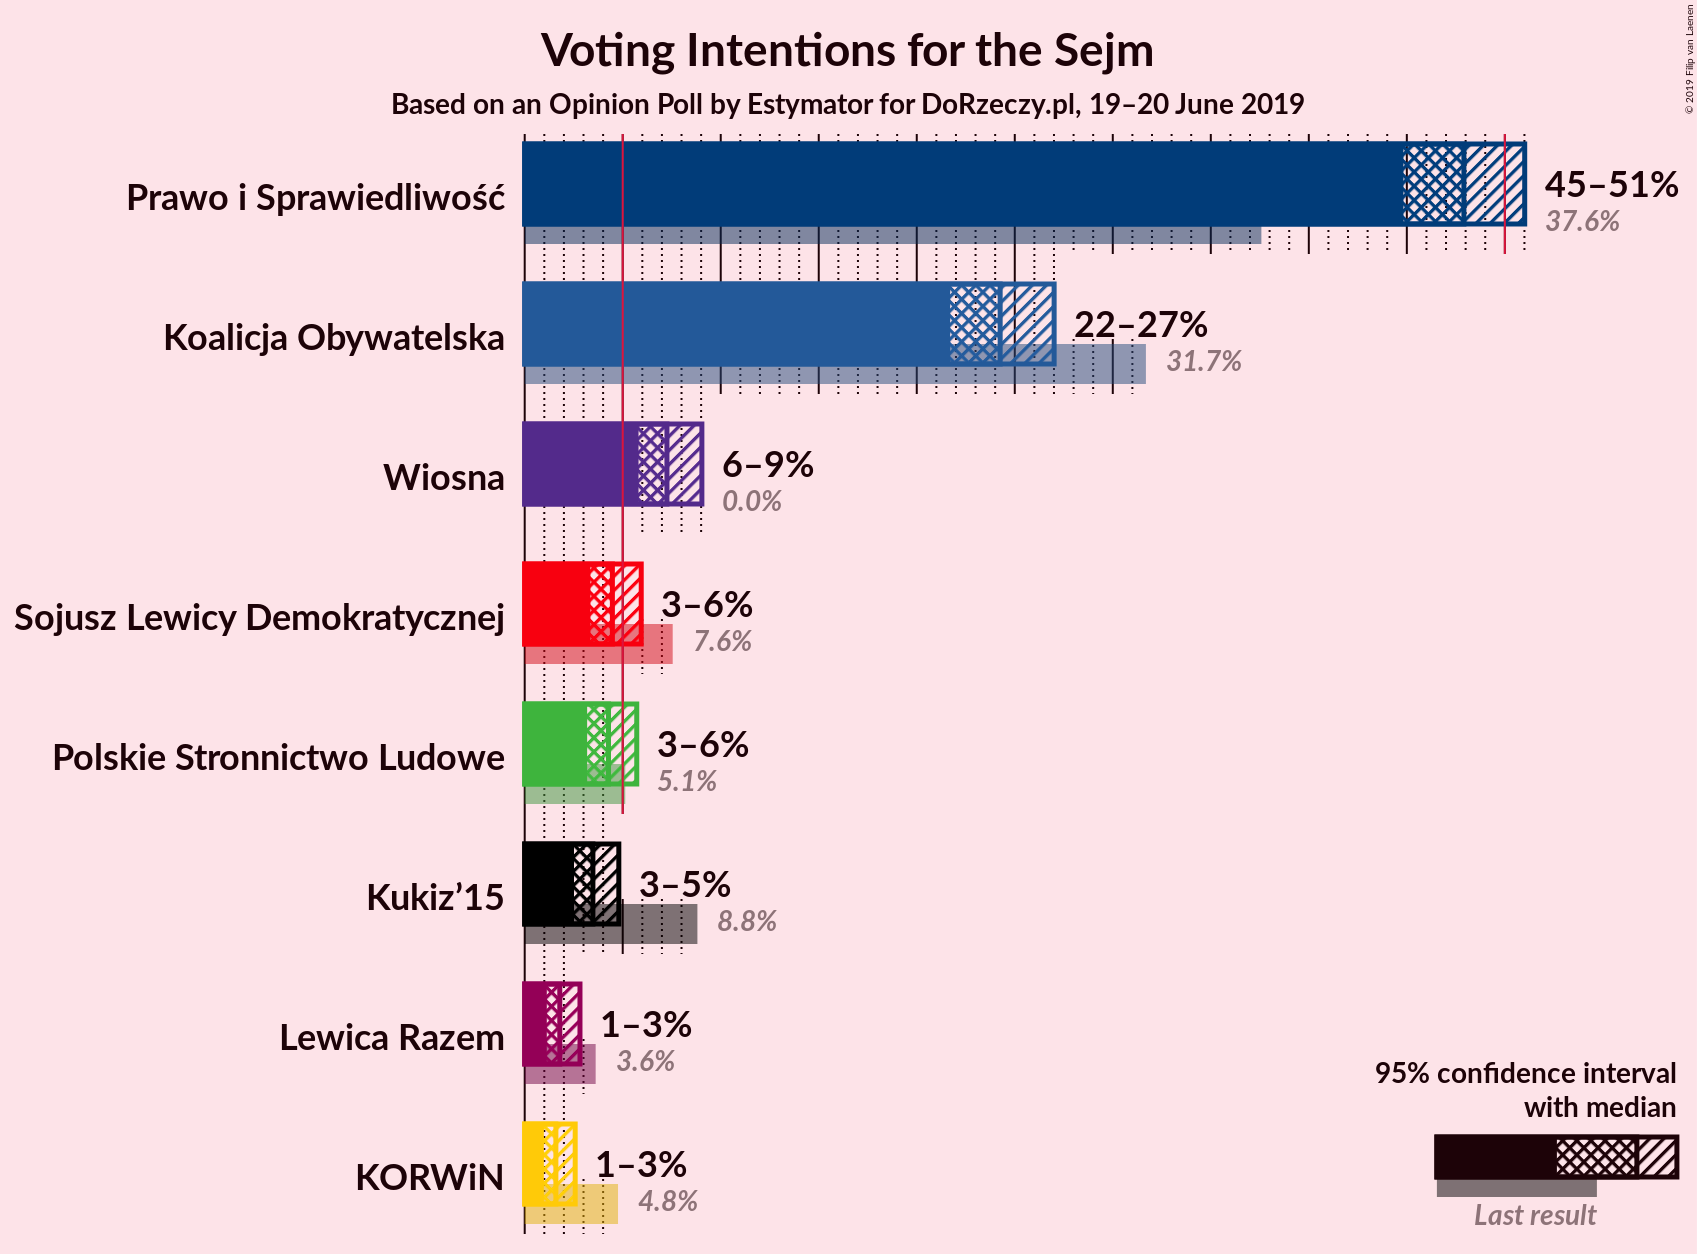 Voting Intentions for the Sejm
Based on an Opinion Poll by Estymator for DoRzeczy.pl, 19–20 June 2019
© 2019 Filip van Laenen
Prawo i Sprawiedliwość
45–51%
37.6%
Koalicja Obywatelska
22–27%
31.7%
Wiosna
6–9%
0.0%
Sojusz Lewicy Demokratycznej
3–6%
7.6%
Polskie Stronnictwo Ludowe
3–6%
5.1%
Kukiz’15
3–5%
8.8%
Lewica Razem
1–3%
3.6%
KORWiN
1–3%
4.8%
95% confidence interval
with median
Last result